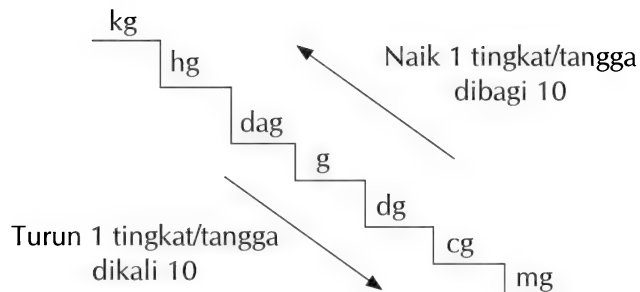 kg
hg
dag
g
dg
cg
mg
Naik 1 tingkat/tangga
dibagi 10
Turun 1 tingkat/tangga
dikali 10